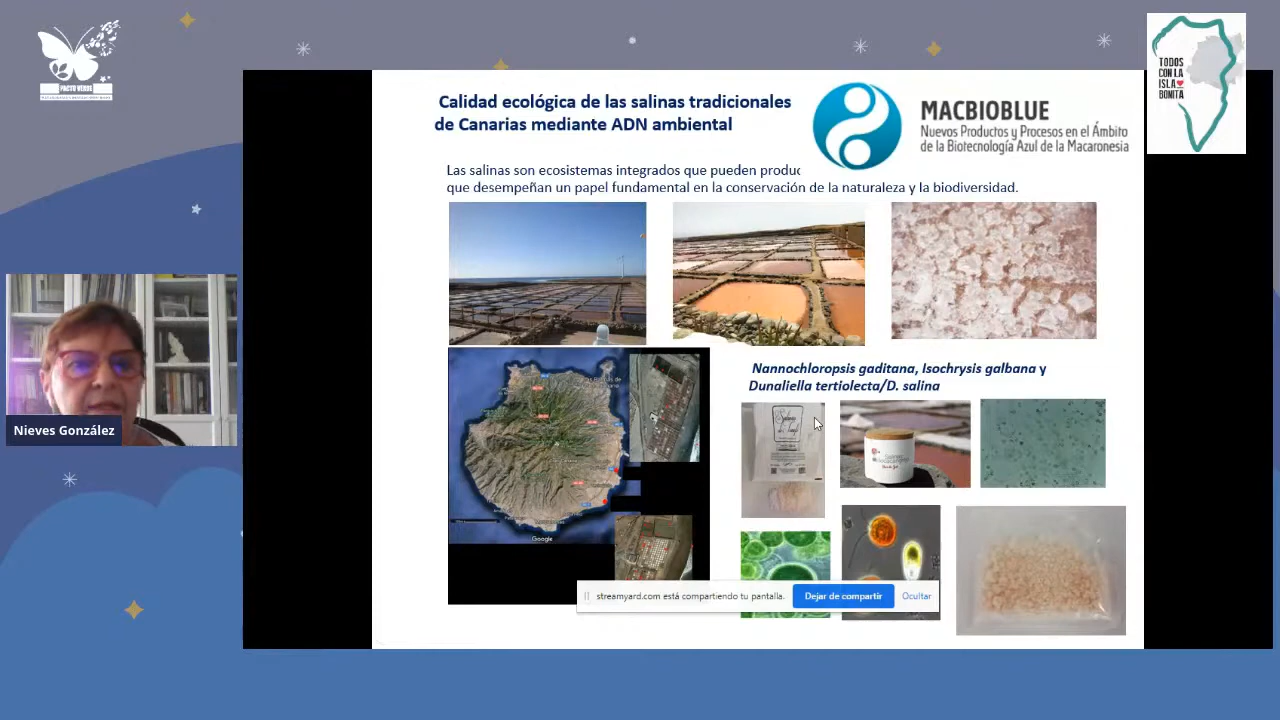 PACTO VERDE
TODOS
CON LA
ISLA
BONITA
Calidad ecológica de las salinas tradicionales
de Canarias mediante ADN ambiental
MACBIOBLUE
Nuevos Productos y Procesos en el Ámbito
de la Biotecnología Azul de la Macaronesia
Las salinas son ecosistemas integrados que pueden produc
que desempeñan un papel fundamental en la conservación de la naturaleza y la biodiversidad.
Nannochloropsis gaditana, Isochrysis galbana y
Dunaliella tertiolecta/D. salina
Nieves González
Google
streamyard.com está compartiendo tu pantalla.
Dejar de compartir
Ocultar